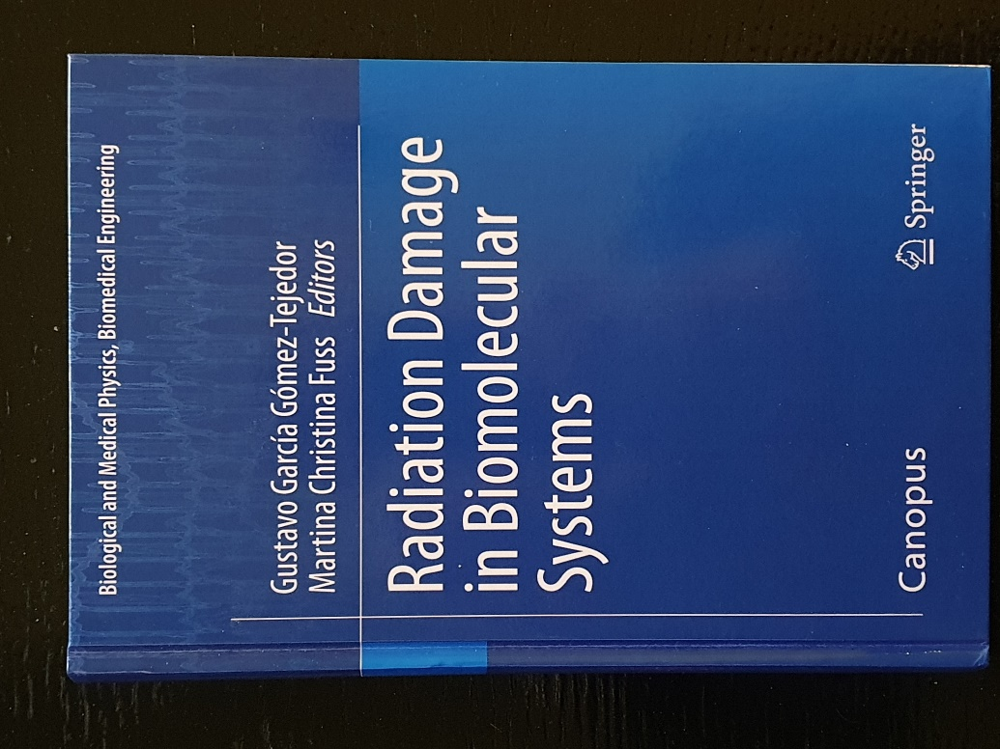 Biological and Medical Physics, Biomedical Engineering
Gustavo García Gómez-Tejedor
Martina Christina Fuss Editors
Radiation Damage
in Biomolecular
Systems
Canopus
Springer